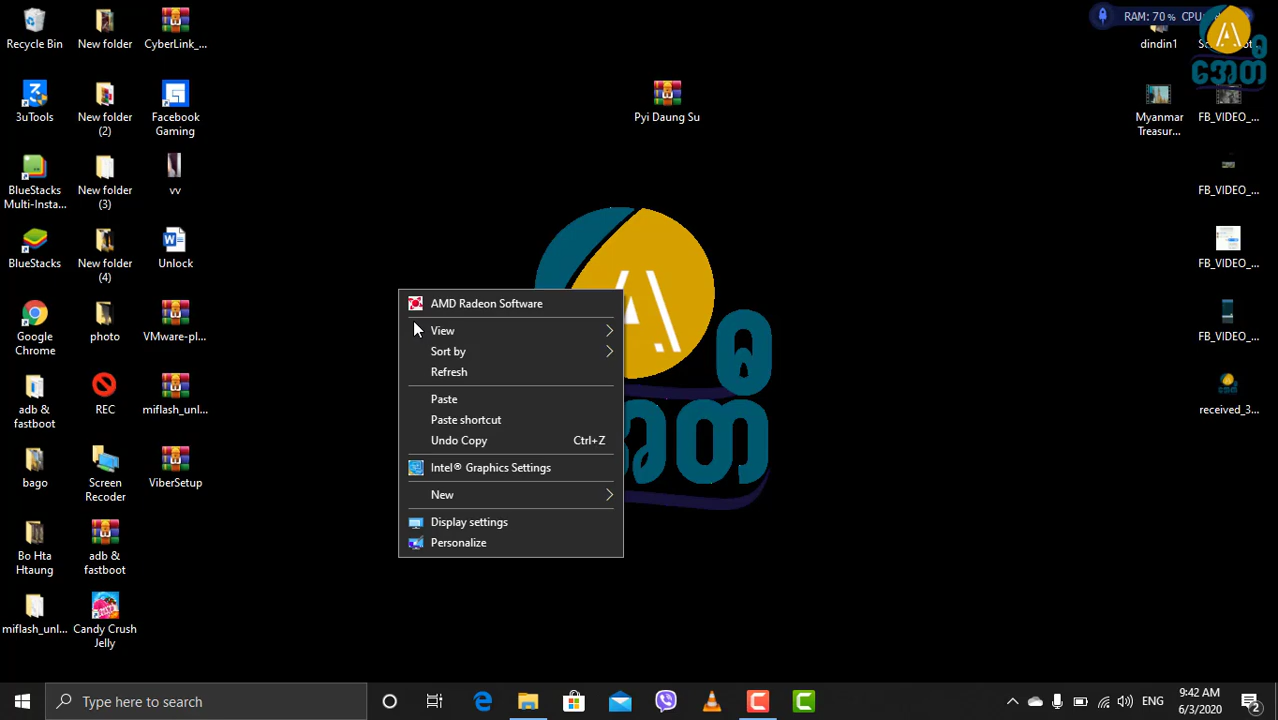 Recycle Bin
New folder
CyberLink_...
3uTools
New folder
(2)
Facebook
Gaming
BlueStacks
Multi-Insta...
New folder
(3)
vv
BlueStacks
New folder
(4)
Unlock
Google
Chrome
photo
VMware-pl...
adb &
fastboot
REC
miflash_unl...
bago
Screen
Recoder
ViberSetup
Bo Hta
Htaung
adb &
fastboot
miflash_unl...
Candy Crush
Jelly
Pyi Daung Su
RAM: 70 % CPU
dindin1
အေတီ
Myanmar
Treasur...
FB_VIDEO_...
FB_VIDEO_...
FB_VIDEO_...
FB_VIDEO_...
received_3...
AMD Radeon Software
View
Sort by
Refresh
Paste
Paste shortcut
Undo Copy Ctrl+Z
Intel® Graphics Settings
New
Display settings
Personalize
Type here to search
ENG
9:42 AM
6/3/2020
2